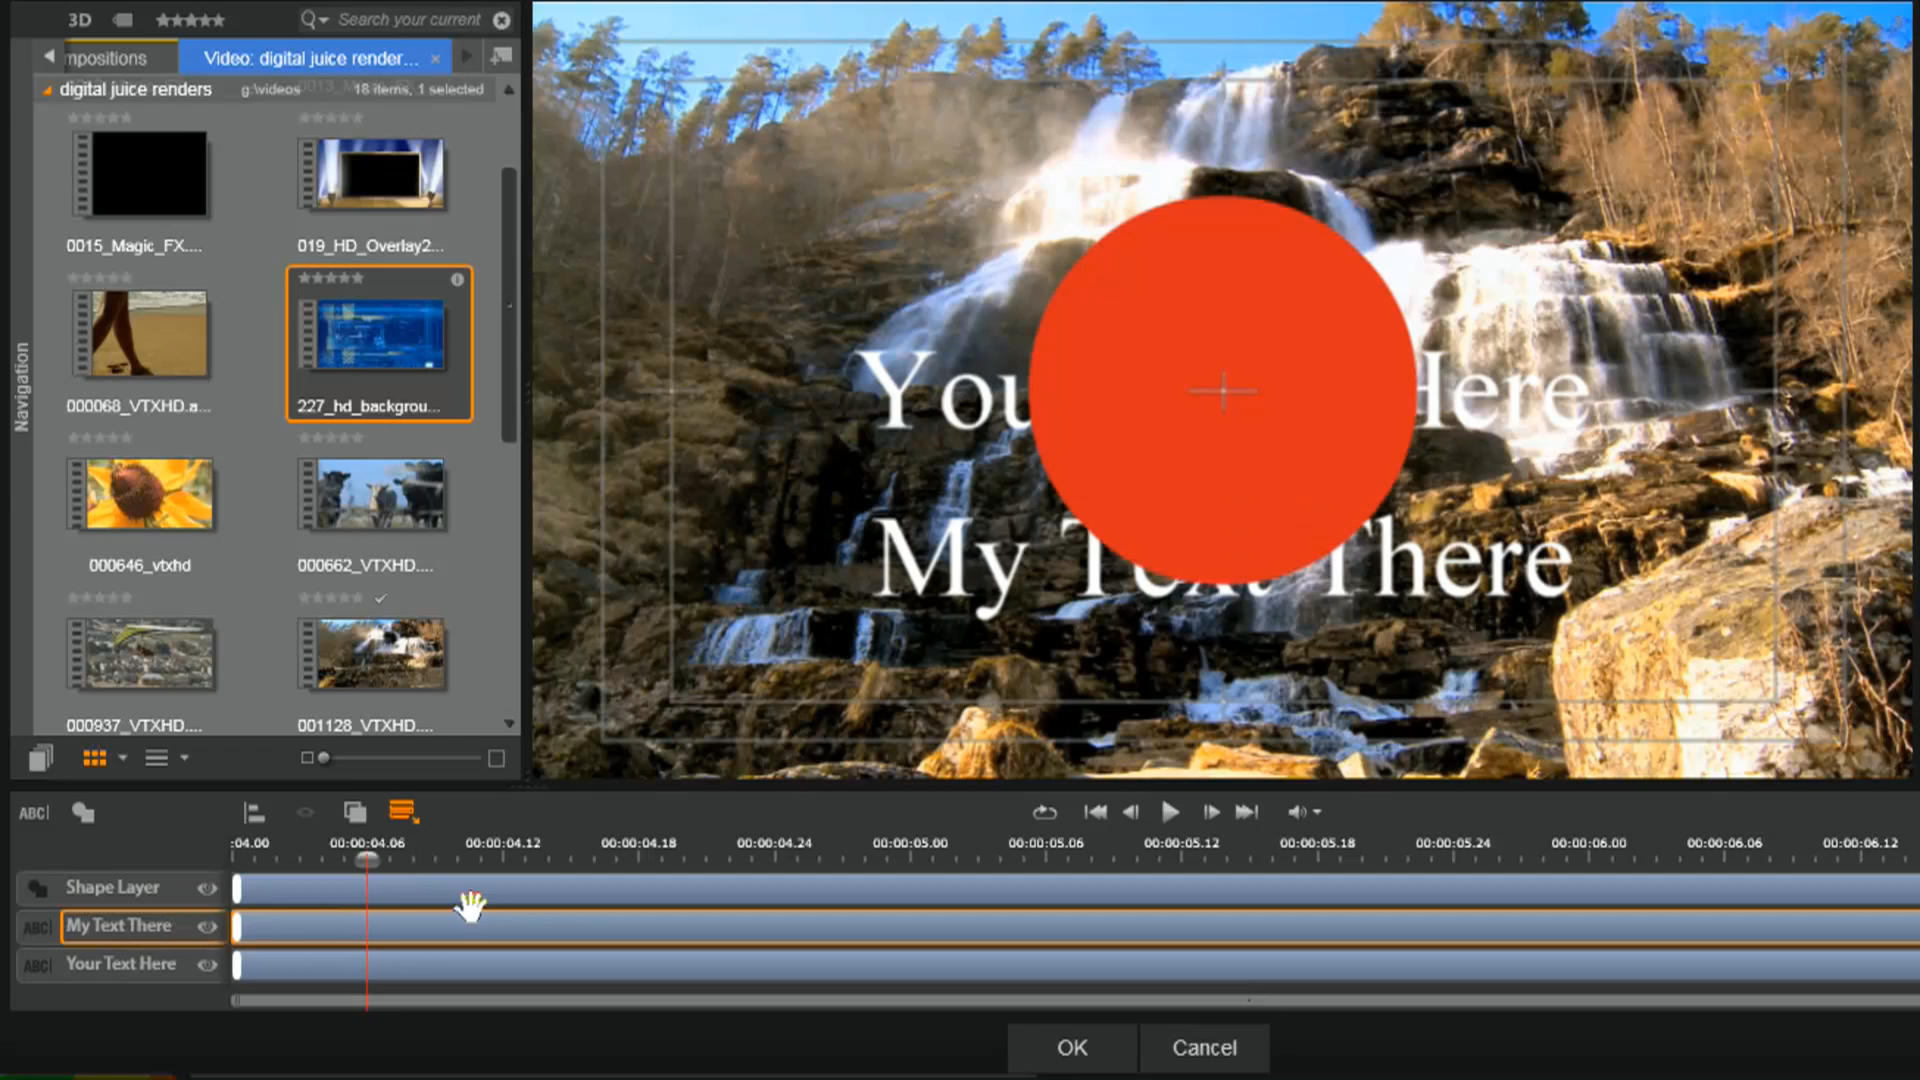 3D
Search your current
mpositions
Video: digital juice render...
digital juice renders
g:\videos
18 items, 1 selected
0015_Magic_FX....
019_HD_Overlay2...
000068_VTXHD.a...
227_hd_backgrou...
000646_vtxhd
000662_VTXHD....
000937_VTXHD....
001128_VTXHD....
Navigation
You Here
My Text There
ABC
:04.00
00:00:04.06
00:00:04.12
00:00:04.18
00:00:04.24
00:00:05.00
00:00:05.06
00:00:05.12
00:00:05.18
00:00:05.24
00:00:06.00
00:00:06.06
00:00:06.12
Shape Layer
ABC My Text There
ABC Your Text Here
OK
Cancel